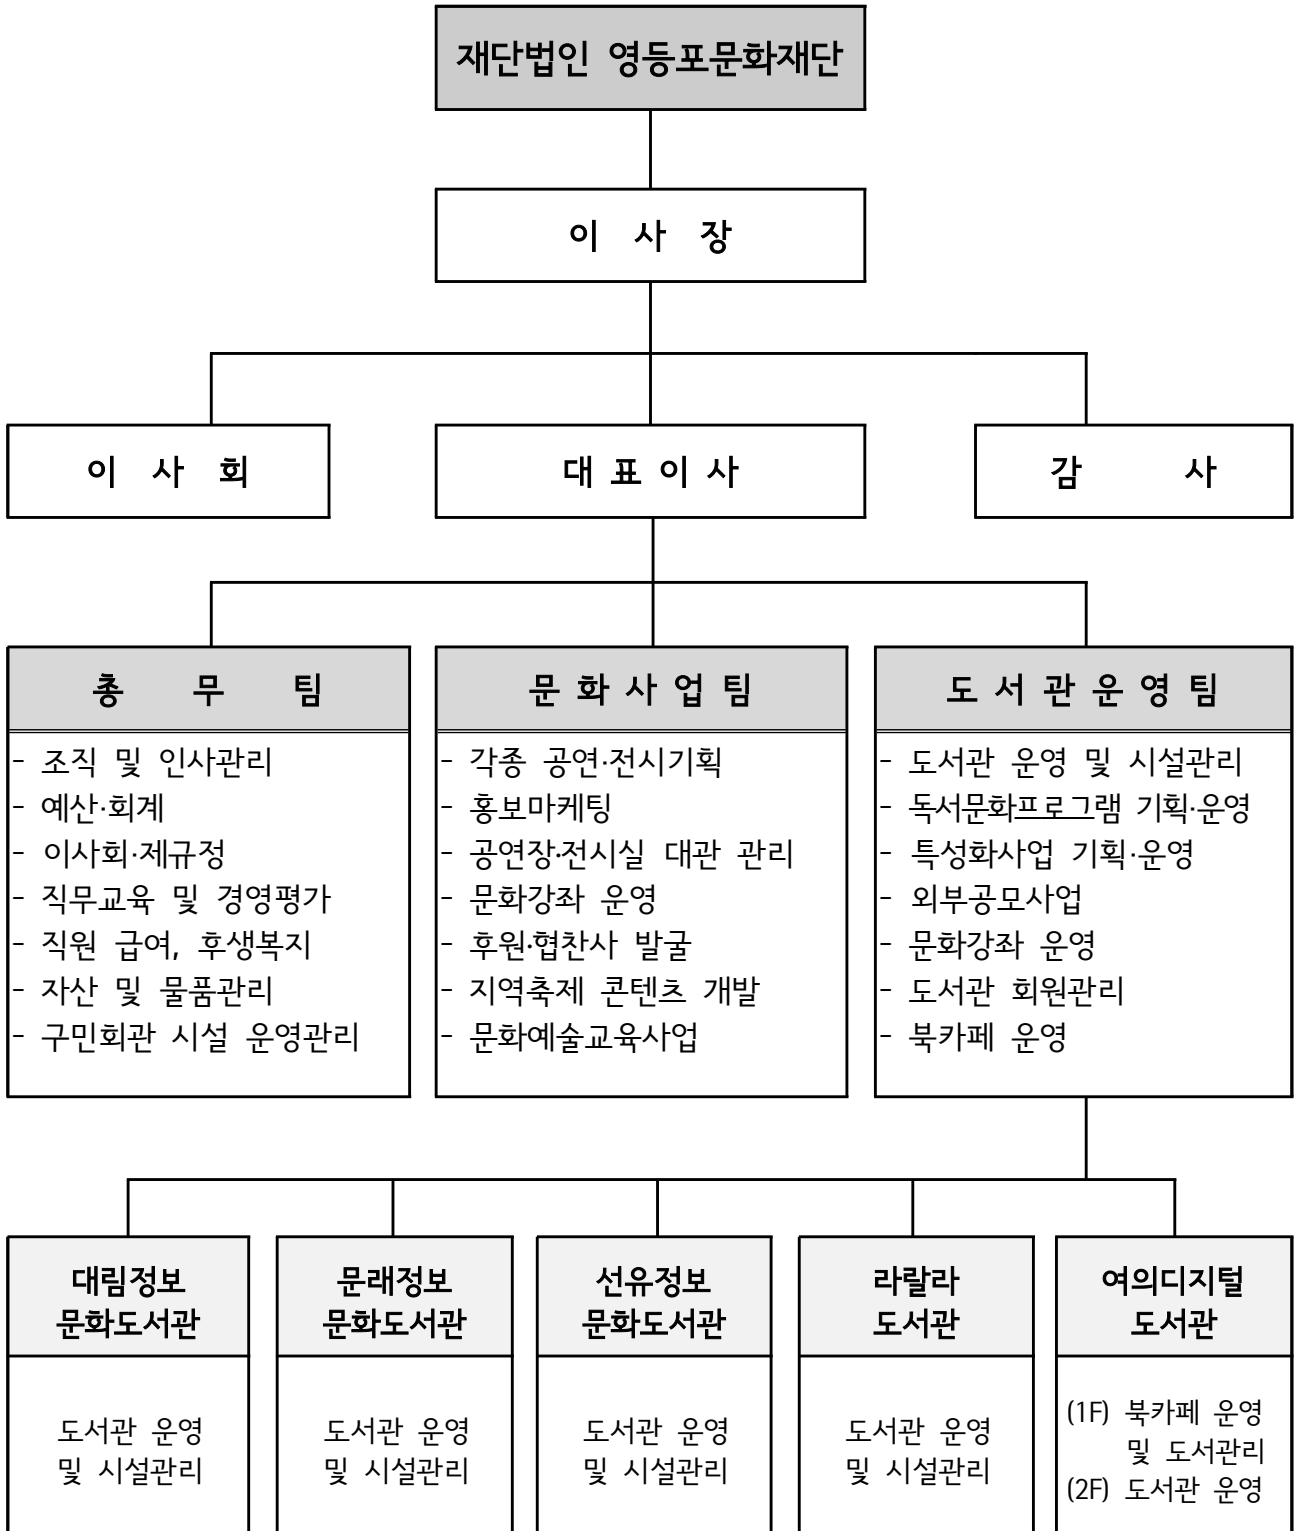 재단법인 영등포문화재단
이 사 장
이 사 회
대 표 이 사
감 사
총 무 팀
- 조직 및 인사관리
- 예산·회계
- 이사회·제규정
- 직무교육 및 경영평가
- 직원 급여, 후생복지
- 자산 및 물품관리
- 구민회관 시설 운영관리
문 화 사 업 팀
- 각종 공연·전시기획
- 홍보마케팅
- 공연장·전시실 대관 관리
- 문화강좌 운영
- 후원·협찬사 발굴
- 지역축제 콘텐츠 개발
- 문화예술교육사업
도 서 관 운 영 팀
- 도서관 운영 및 시설관리
- 독서문화프로그램 기획·운영
- 특성화사업 기획·운영
- 외부공모사업
- 문화강좌 운영
- 도서관 회원관리
- 북카페 운영
대림정보
문화도서관
도서관 운영
및 시설관리
문래정보
문화도서관
도서관 운영
및 시설관리
선유정보
문화도서관
도서관 운영
및 시설관리
라랄라
도서관
도서관 운영
및 시설관리
여의디지털
도서관
(1F) 북카페 운영
및 도서관리
(2F) 도서관 운영